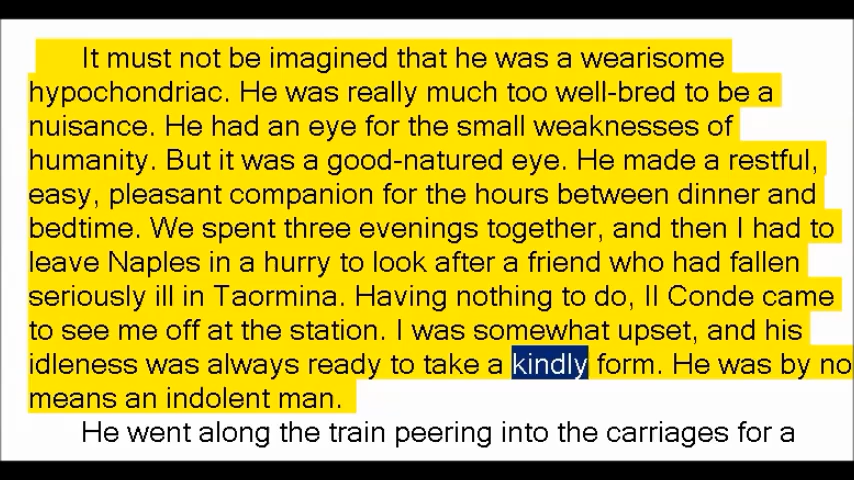 It must not be imagined that he was a wearisome
hypochondriac. He was really much too well-bred to be a
nuisance. He had an eye for the small weaknesses of
humanity. But it was a good-natured eye. He made a restful,
easy, pleasant companion for the hours between dinner and
bedtime. We spent three evenings together, and then I had to
leave Naples in a hurry to look after a friend who had fallen
seriously ill in Taormina. Having nothing to do, Il Conde came
to see me off at the station. I was somewhat upset, and his
idleness was always ready to take a kindly form. He was by no
means an indolent man.
He went along the train peering into the carriages for a